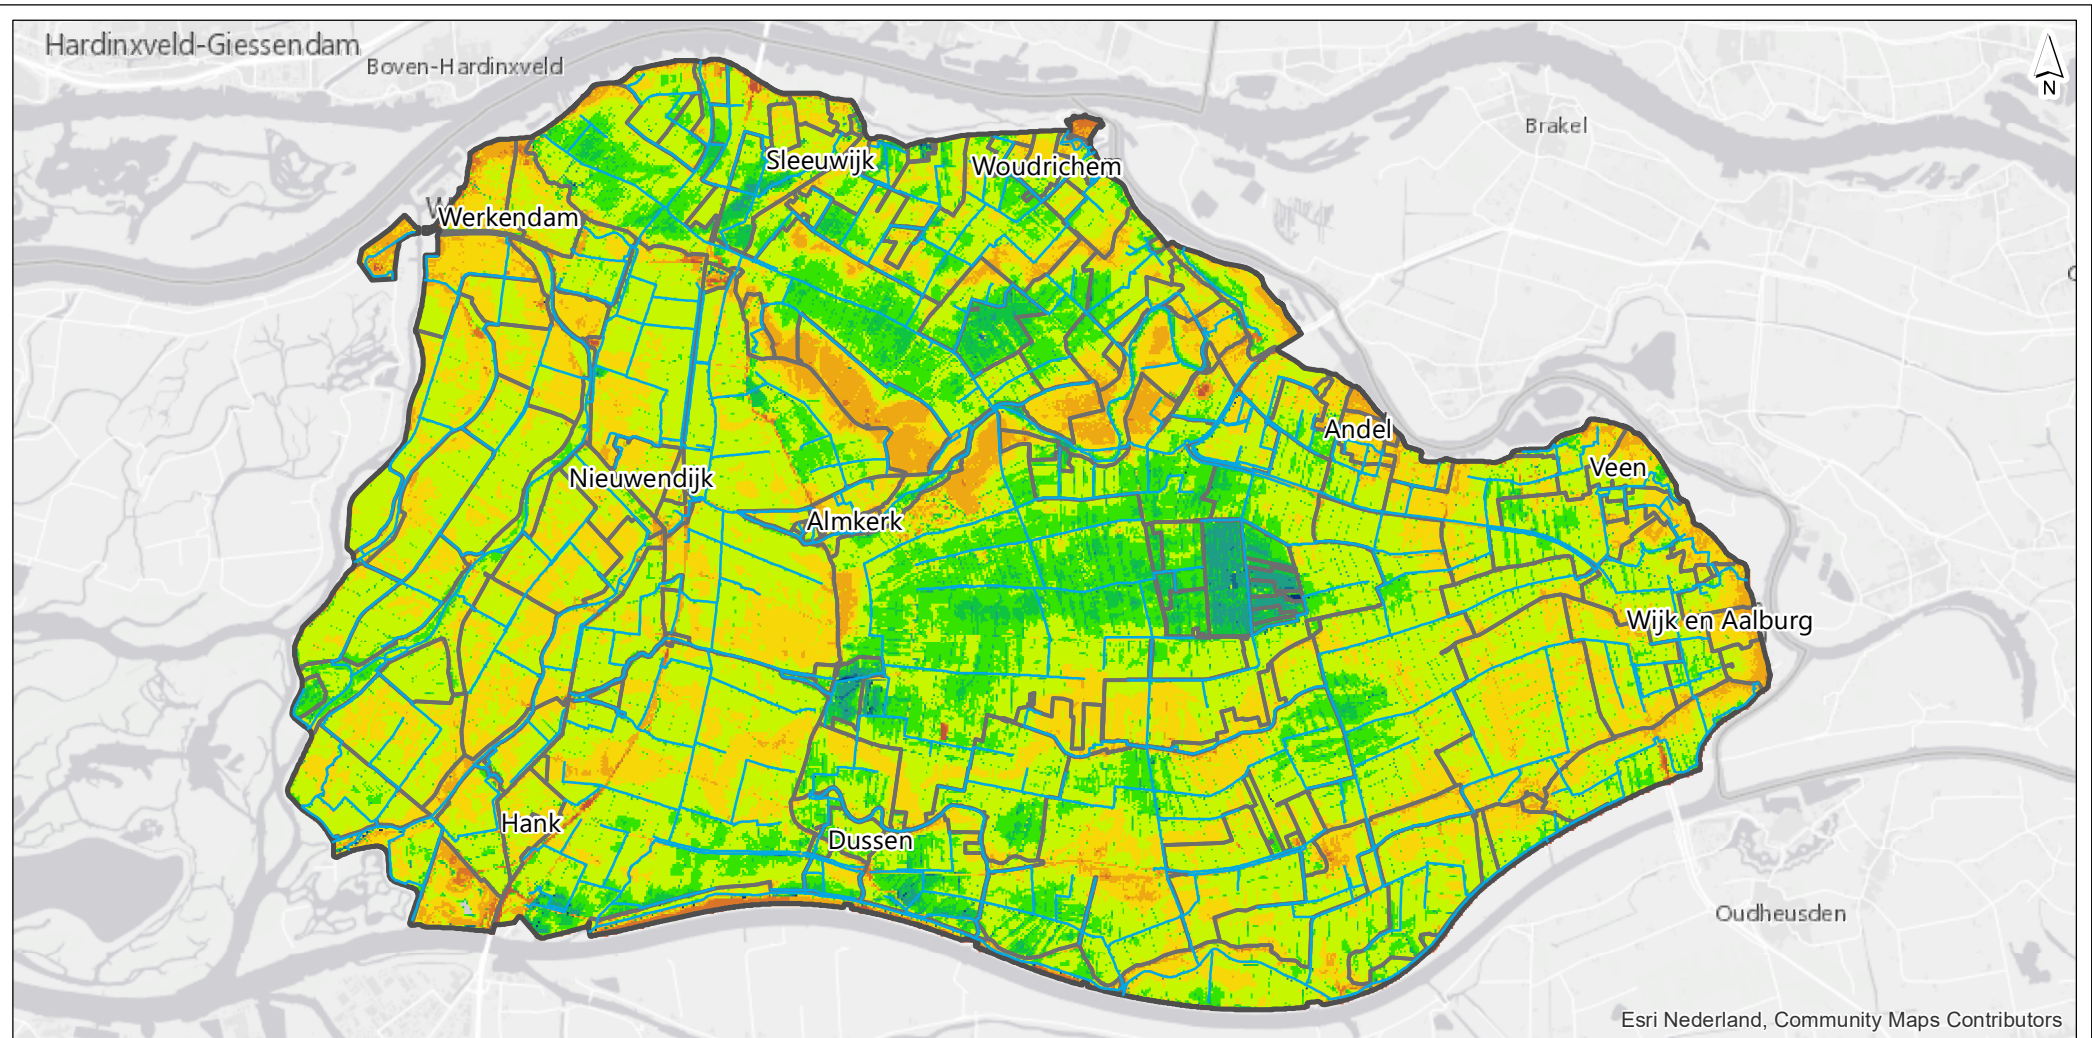 Hardinxveld-Giessendam
Boven-Hardinxveld
N
Brakel
Sleeuwijk
Woudrichem
Werkendam
Andel
Veen
Nieuwendijk
Almkerk
Wijk en Aalburg
Hank
Dussen
Oudheusden
Esri Nederland, Community Maps Contributors